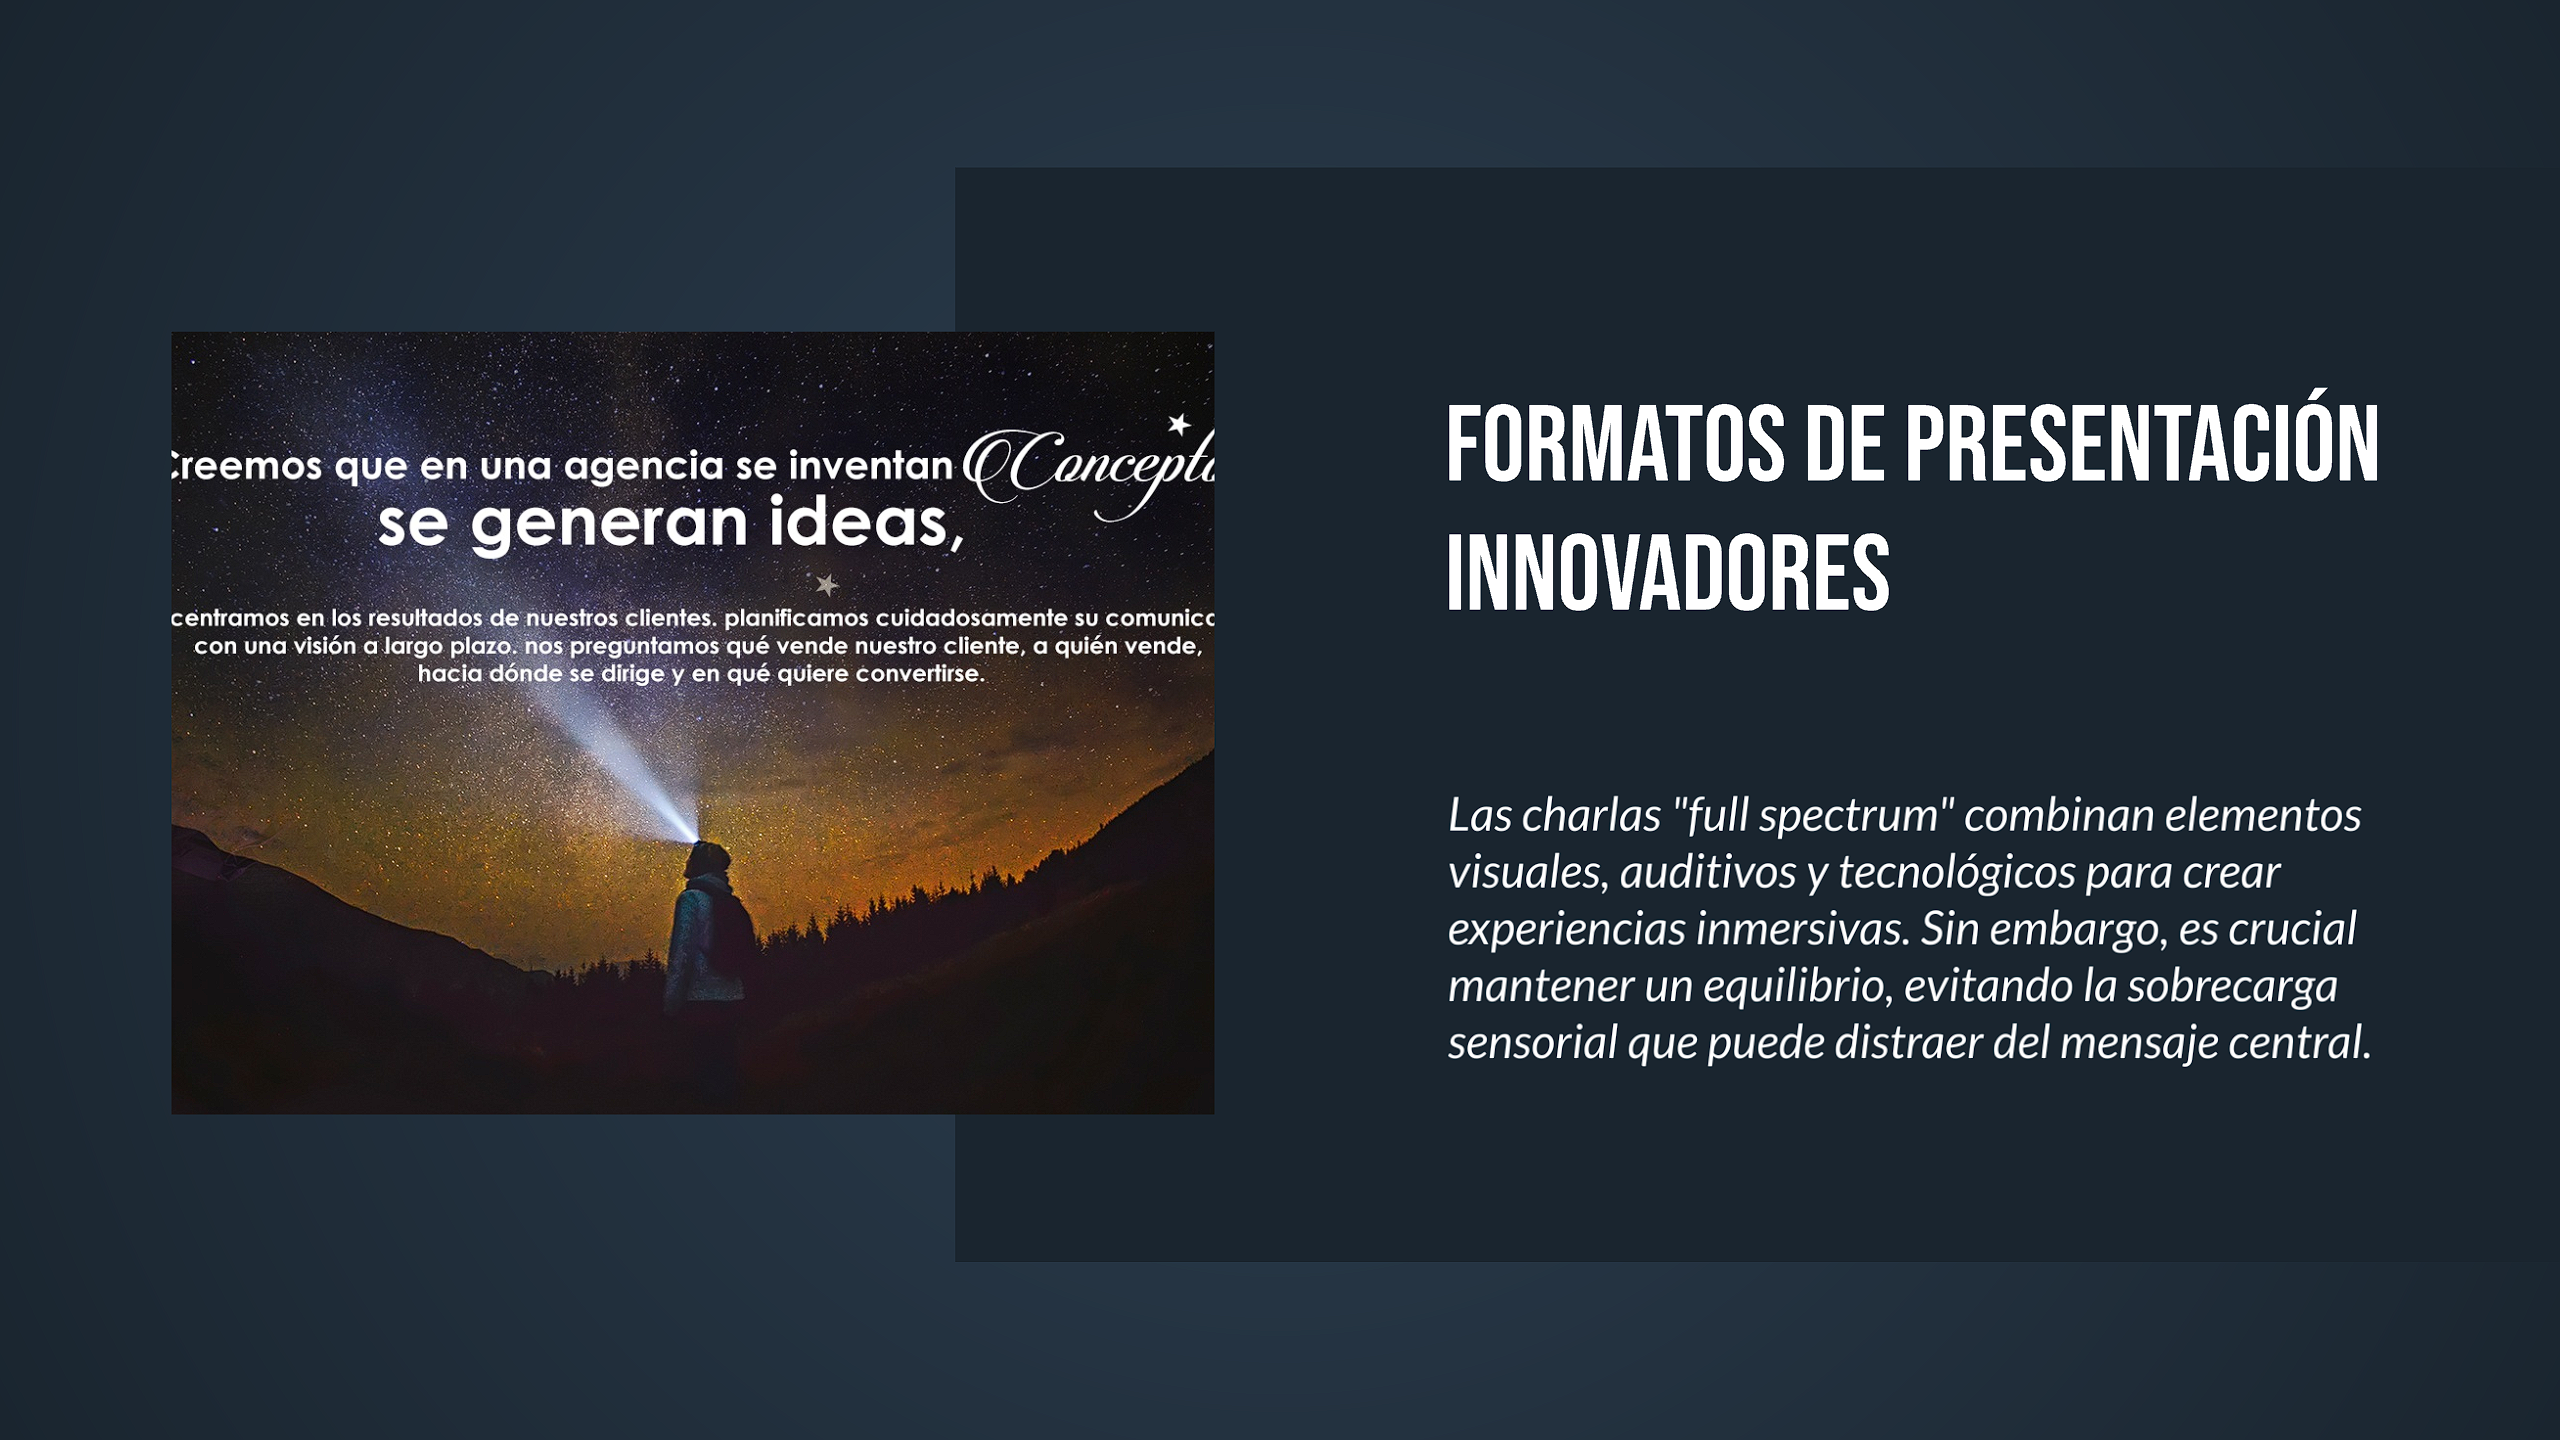 Creemos que en una agencia se inventan Concepto
se generan ideas,
centramos en los resultados de nuestros clientes. planificamos cuidadosamente su comunica
con una visión a largo plazo. nos preguntamos qué vende nuestro cliente, a quién vende,
hacia dónde se dirige y en qué quiere convertirse.
FORMATOS DE PRESENTACIÓN
INNOVADORES
Las charlas "full spectrum" combinan elementos
visuales, auditivos y tecnológicos para crear
experiencias inmersivas. Sin embargo, es crucial
mantener un equilibrio, evitando la sobrecarga
sensorial que puede distraer del mensaje central.